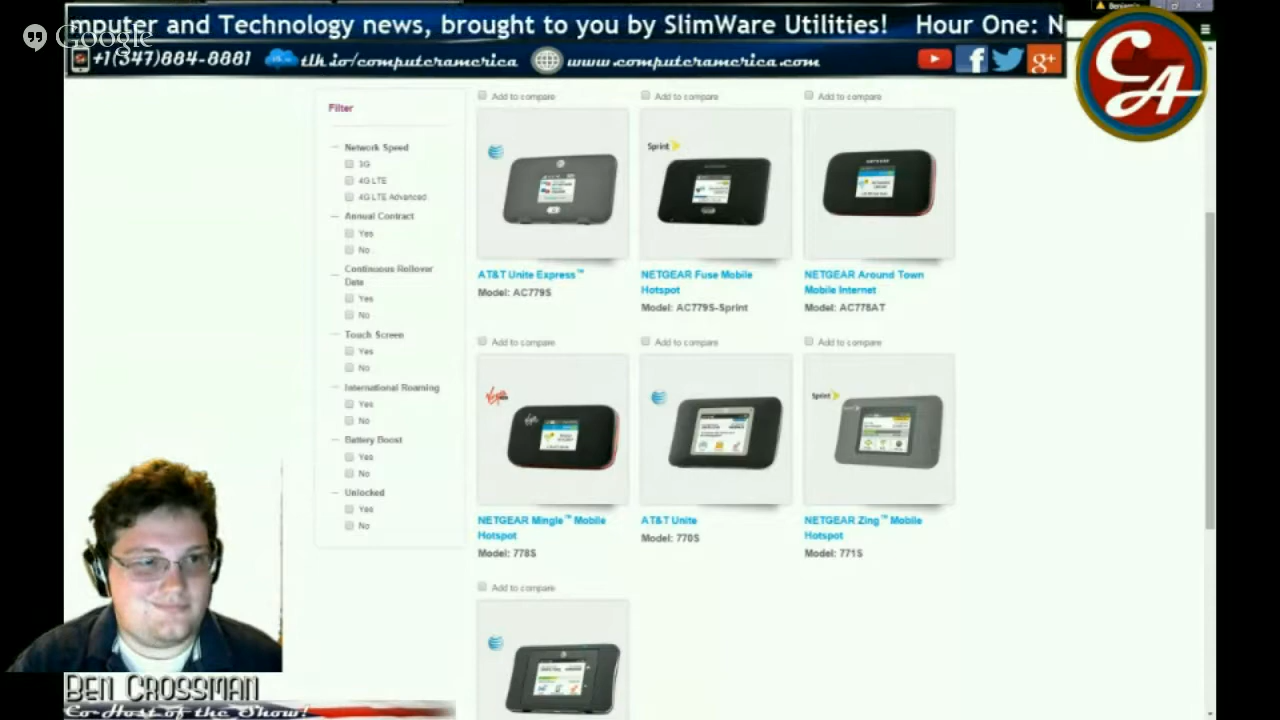 mputer and Technology news, brought to you by SlimWare Utilities! Hour One: N
Google
+1(347)884-8881 tlk.io/computeramerica www.computeramerica.com
CA
Filter
Network Speed
3G
4G LTE
4G LTE Advanced
Annual Contract
Yes
No
Continuous Rollover
Data
Yes
No
Touch Screen
Yes
No
International Roaming
Yes
No
Battery Boost
Yes
No
Unlocked
Yes
No
Add to compare Add to compare Add to compare
Sprint
NETGEAR
AT&T Unite Express™
Model: AC779S
NETGEAR Fuse Mobile
Hotspot
Model: AC779S-Sprint
NETGEAR Around Town
Mobile Internet
Model: AC778AT
Add to compare Add to compare Add to compare
Virgin
Sprint
NETGEAR Mingle™ Mobile
Hotspot
Model: 778S
AT&T Unite
Model: 770S
NETGEAR Zing™ Mobile
Hotspot
Model: 771S
Add to compare
BEN CROSSMAN
Co-Host of the Show!